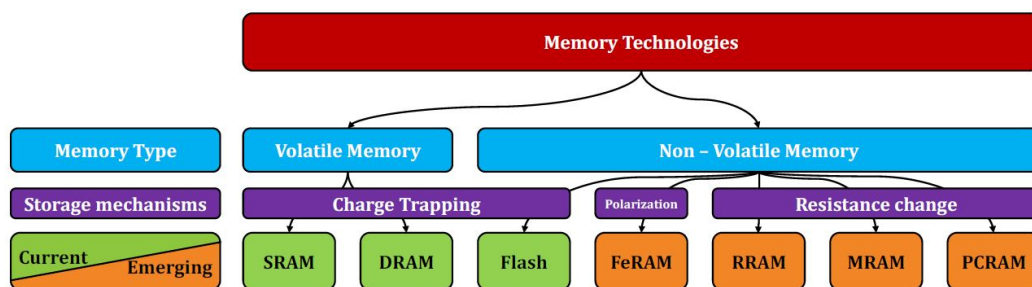 Memory Technologies
Memory Type
Volatile Memory
Non – Volatile Memory
Storage mechanisms
Charge Trapping
Polarization
Resistance change
Current
Emerging
SRAM
DRAM
Flash
FeRAM
RRAM
MRAM
PCRAM